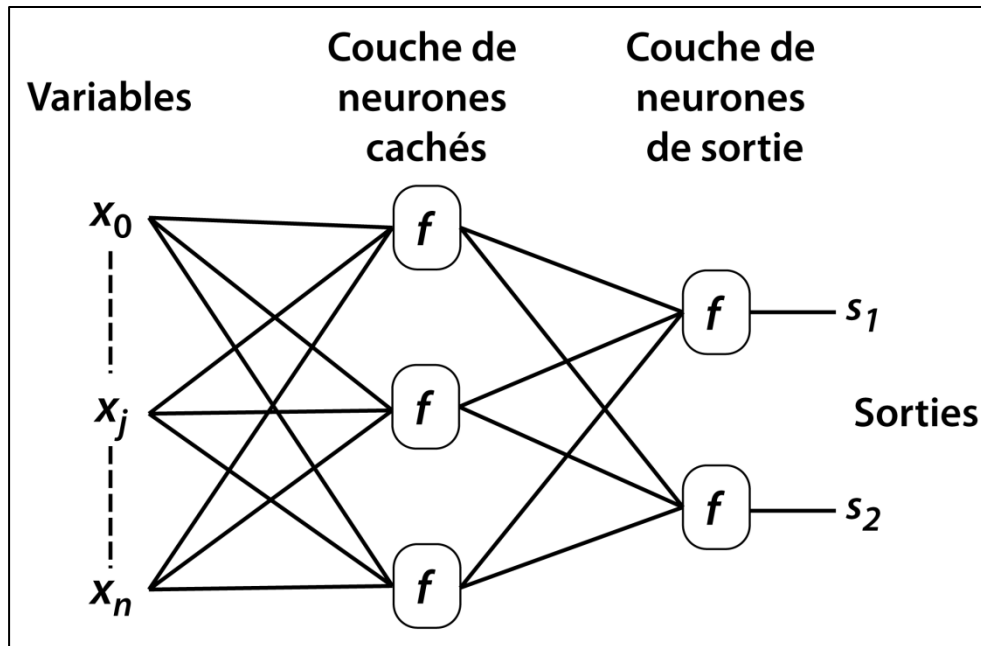 Variables
Couche de
neurones
cachés
Couche de
neurones
de sortie
x0
xj
xn
f
f
f
f
f
s1
s2
Sorties